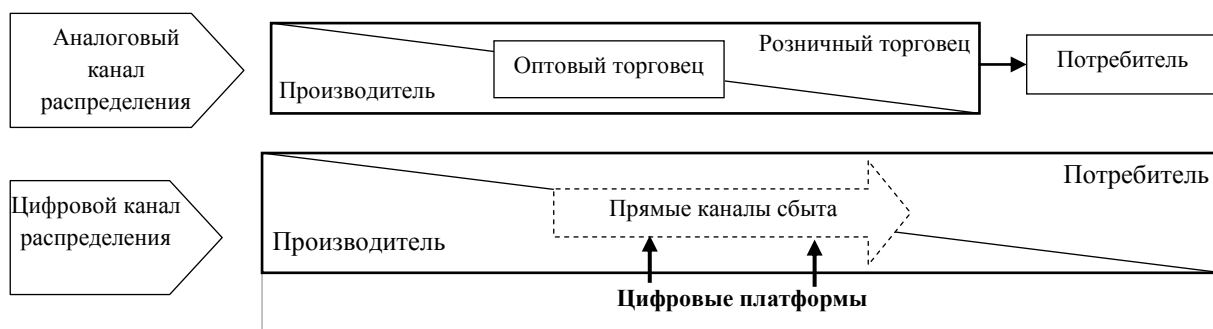 Аналоговый
канал
распределения
Розничный торговец
Оптовый торговец
Производитель
Потребитель
Цифровой канал
распределения
Потребитель
Прямые каналы сбыта
Производитель
Цифровые платформы